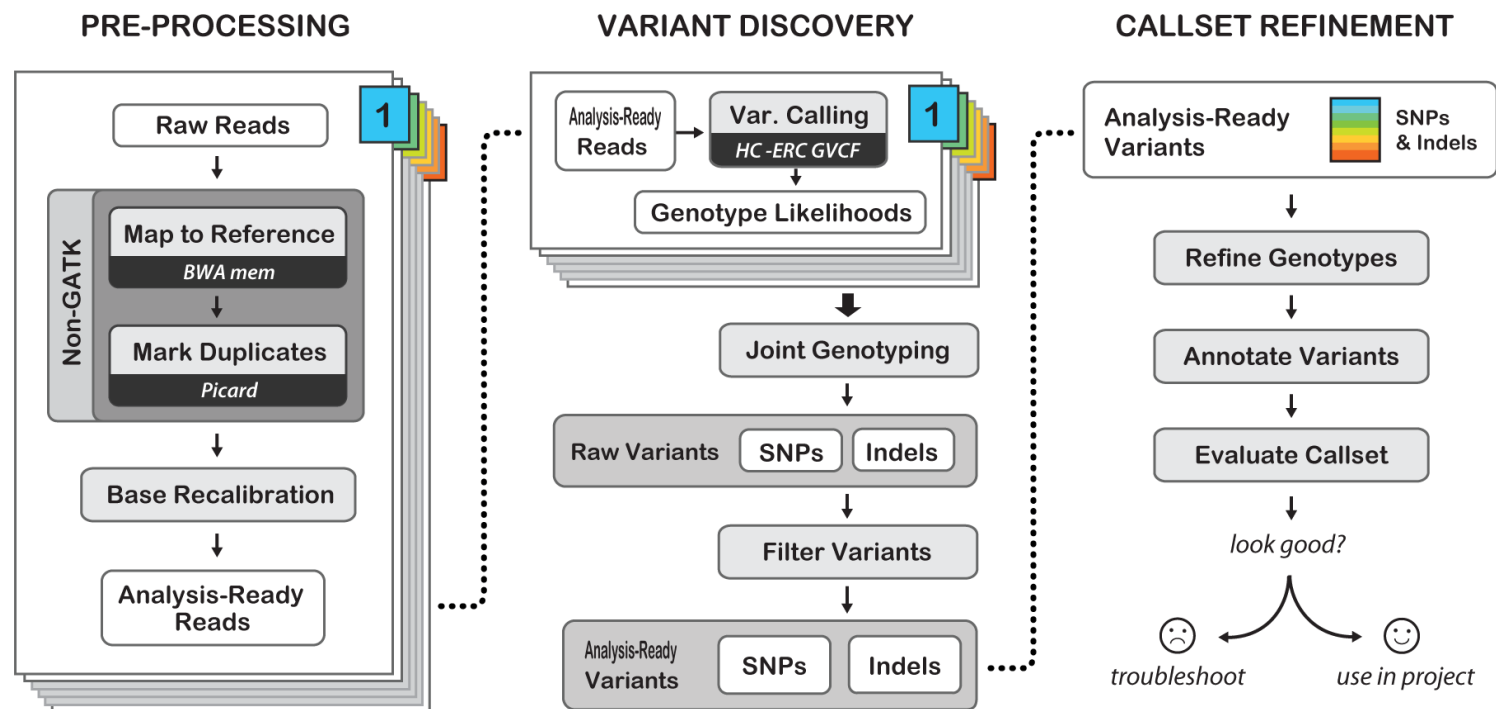 PRE-PROCESSING
1
Raw Reads
Non-GATK
Map to Reference
BWA mem
Mark Duplicates
Picard
Base Recalibration
Analysis-Ready
Reads
VARIANT DISCOVERY
1
Analysis-Ready
Reads
Var. Calling
HC -ERC GVCF
Genotype Likelihoods
Joint Genotyping
Raw Variants
SNPs
Indels
Filter Variants
Analysis-Ready
Variants
SNPs
Indels
CALLSET REFINEMENT
Analysis-Ready
Variants
SNPs
& Indels
Refine Genotypes
Annotate Variants
Evaluate Callset
look good?
troubleshoot
use in project